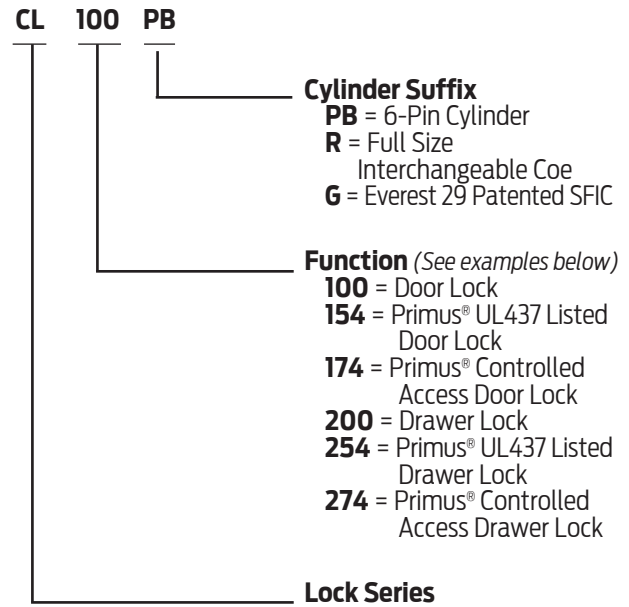 CL 100 PB
Cylinder Suffix
PB = 6-Pin Cylinder
R = Full Size
Interchangeable Coe
G = Everest 29 Patented SFIC
Function (See examples below)
100 = Door Lock
154 = Primus® UL437 Listed
Door Lock
174 = Primus® Controlled
Access Door Lock
200 = Drawer Lock
254 = Primus® UL437 Listed
Drawer Lock
274 = Primus® Controlled
Access Drawer Lock
Lock Series